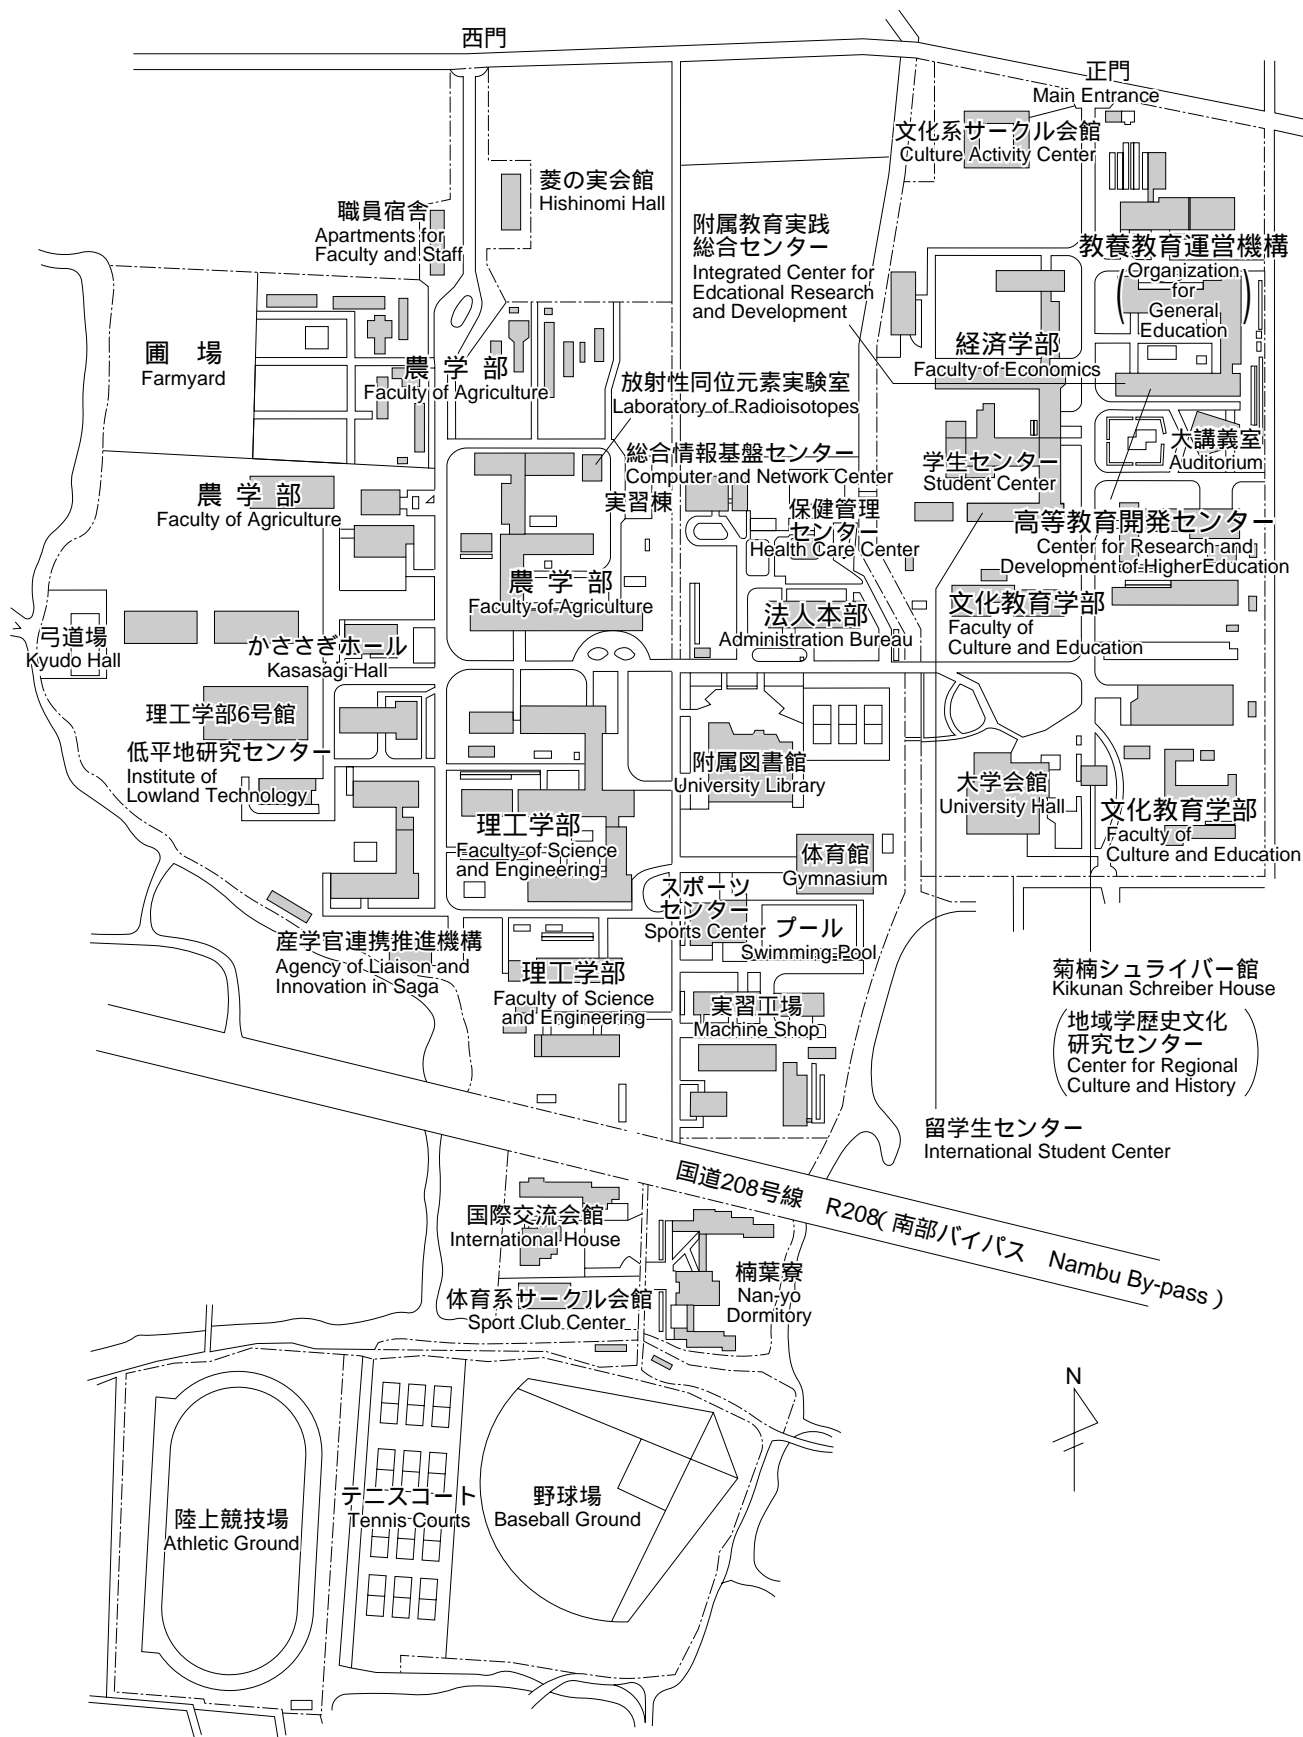 西門
正門
Main Entrance
文化系サークル会館
Culture Activity Center
菱の実会館
Hishinomi Hall
職員宿舎
Apartments for
Faculty and Staff
附属教育実践
総合センター
Integrated Center for
Edcational Research
and Development
教養教育運営機構
( Organization
for
General
Education )
圃 場
Farmyard
農 学 部
Faculty of Agriculture
経済学部
Faculty of Economics
放射性同位元素実験室
Laboratory of Radioisotopes
大講義室
Auditorium
総合情報基盤センター
Computer and Network Center
学生センター
Student Center
農 学 部
Faculty of Agriculture
実習棟
保健管理
センター
Health Care Center
高等教育開発センター
Center for Research and
Development of HigherEducation
農 学 部
Faculty of Agriculture
法人本部
Administration Bureau
文化教育学部
Faculty of
Culture and Education
弓道場
Kyudo Hall
かささぎホール
Kasasagi Hall
理工学部6号館
低平地研究センター
Institute of
Lowland Technology
附属図書館
University Library
大学会館
University Hall
文化教育学部
Faculty of
Culture and Education
理工学部
Faculty of Science
and Engineering
体育館
Gymnasium
スポーツ
センター
Sports Center
プール
Swimming Pool
産学官連携推進機構
Agency of Liaison and
Innovation in Saga
理工学部
Faculty of Science
and Engineering
実習工場
Machine Shop
菊楠シュライバー館
Kikunan Schreiber House
( 地域学歴史文化
研究センター
Center for Regional
Culture and History )
留学生センター
International Student Center
国道208号線 R208( 南部バイパス Nambu By-pass )
国際交流会館
International House
楠葉寮
Nan-yo
Dormitory
体育系サークル会館
Sport Club Center
N
テニスコート
Tennis Courts
野球場
Baseball Ground
陸上競技場
Athletic Ground